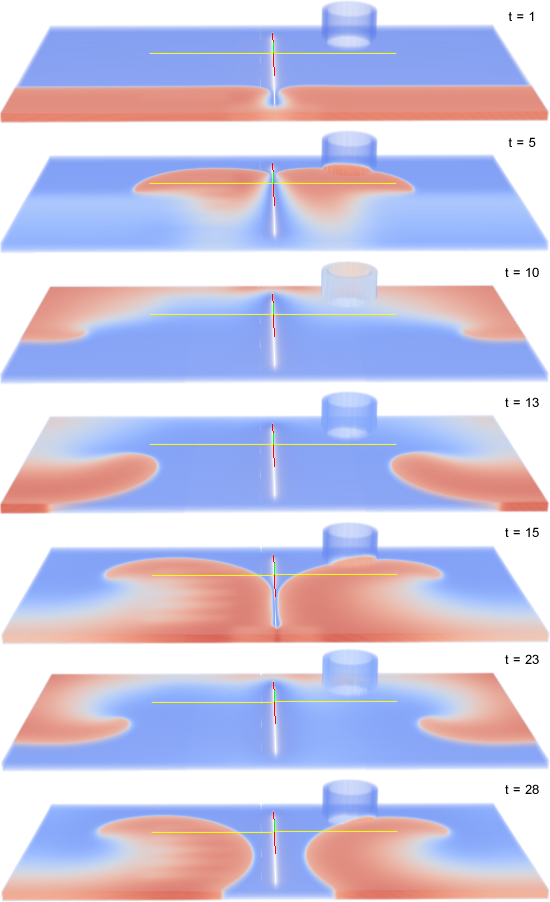 t = 1
t = 5
t = 10
t = 13
t = 15
t = 23
t = 28